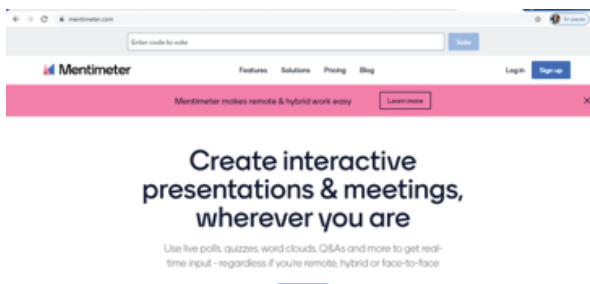 mentimeter.com
In pausa
Enter code to vote
Vote
Mentimeter
Features Solutions Pricing Blog
Log in Sign up
Mentimeter makes remote & hybrid work easy Learn more
Create interactive
presentations & meetings,
wherever you are
Use live polls, quizzes, word clouds, Q&As and more to get real-
time input - regardless if you're remote, hybrid or face-to-face